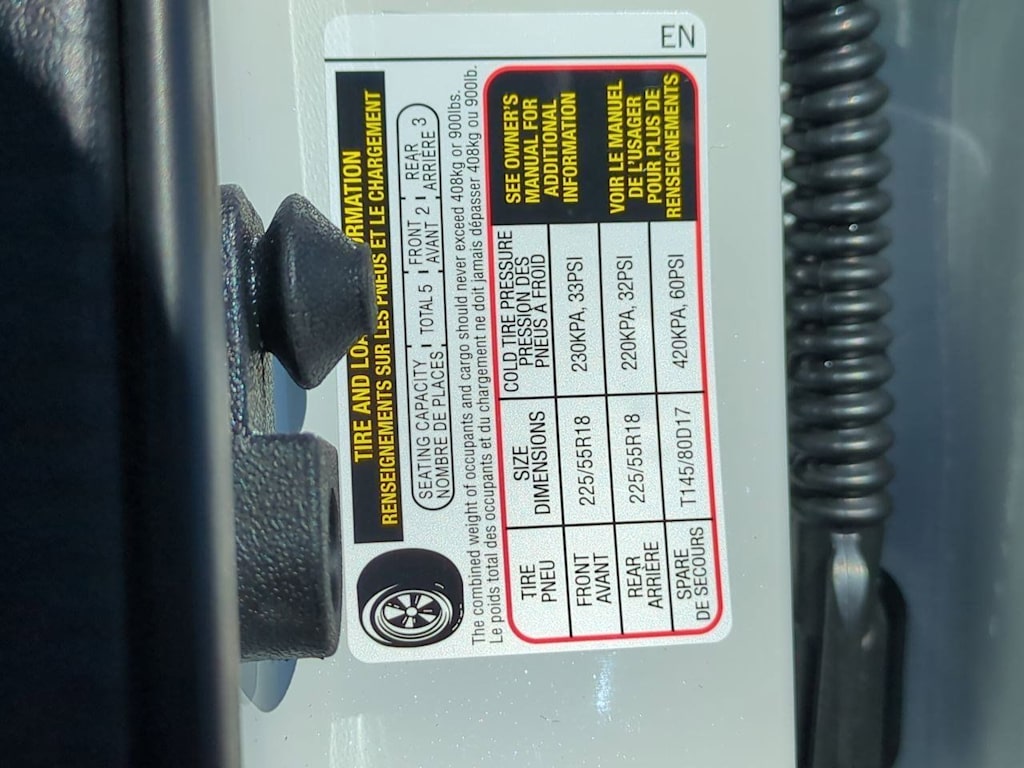 TIRE AND LOA RMATION
RENSEIGNEMENTS SUR LES PNEUS ET LE CHARGEMENT
SEATING CAPACITY TOTAL 5 FRONT 2 REAR 3
NOMBRE DE PLACES AVANT ARRIÈRE
The combined weight of occupants and cargo should never exceed 408kg or 900lbs.
Le poids total des occupants et du chargement ne doit jamais dépasser 408kg ou 900lb.
TIRE SIZE COLD TIRE PRESSURE
PNEU DIMENSIONS PRESSION DES
PNEUS A FROID
FRONT 225/55R18 230KPA, 33PSI
AVANT
REAR 225/55R18 220KPA, 32PSI
ARRIÈRE
SPARE T145/80D17 420KPA, 60PSI
DE SECOURS
SEE OWNER'S
MANUAL FOR
ADDITIONAL
INFORMATION
VOIR LE MANUEL
DE L'USAGER
POUR PLUS DE
RENSEIGNEMENTS
EN